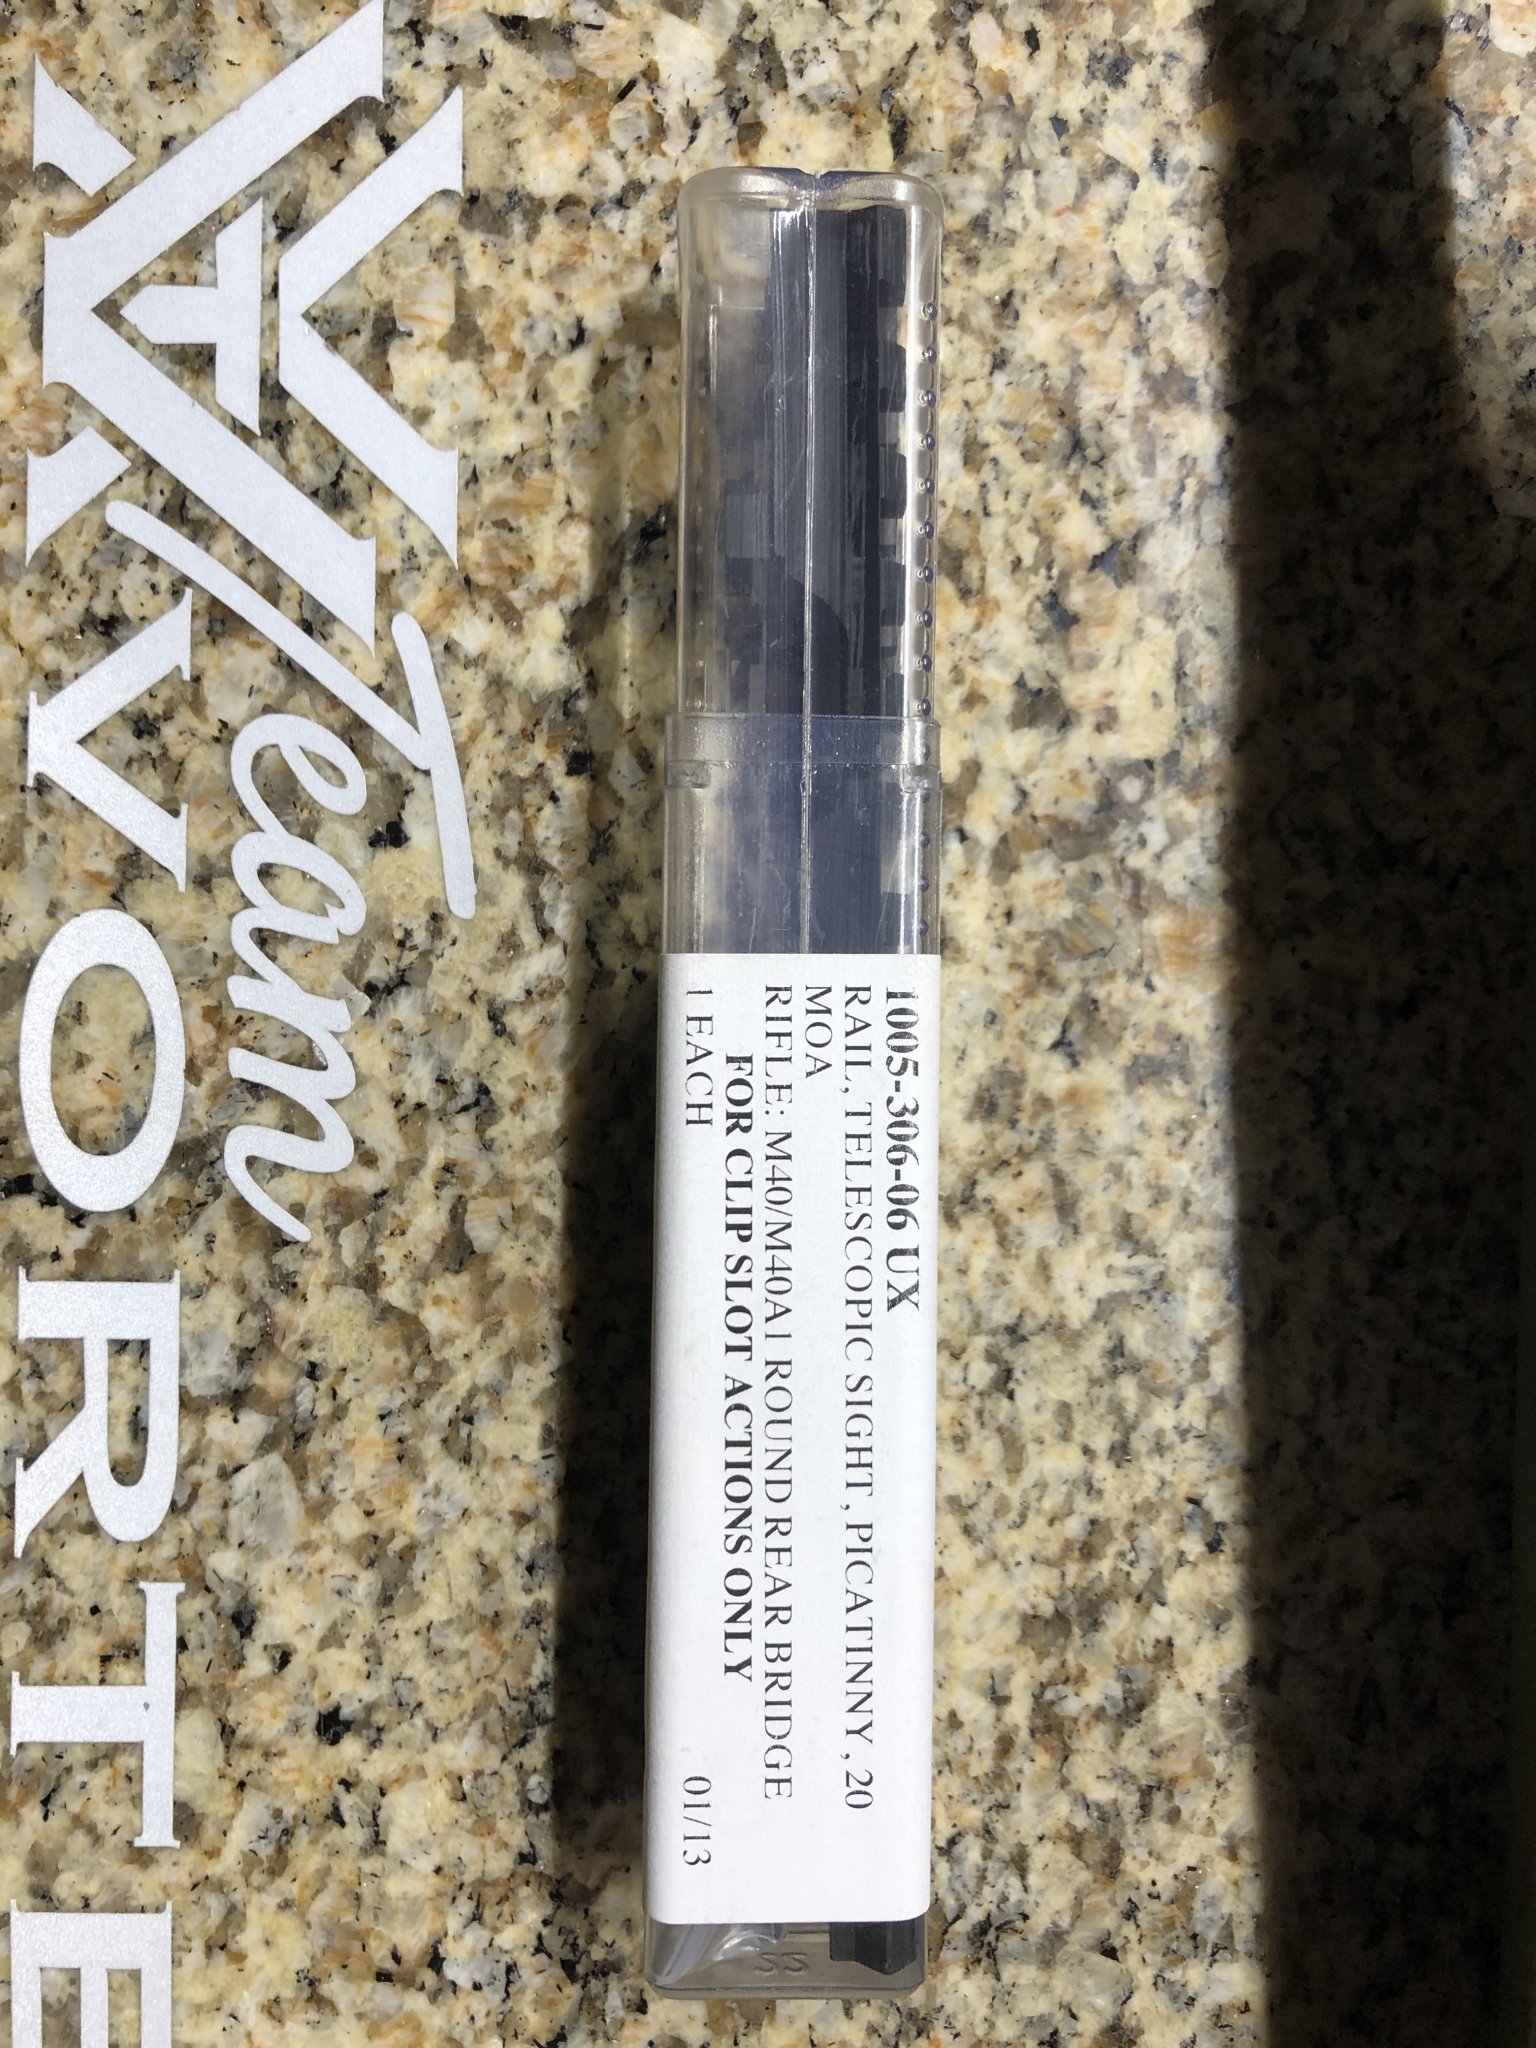 1005-306-06 UX
RAIL, TELESCOPIC SIGHT, PICATINNY, 20
MOA
RIFLE: M40/M40A1 ROUND REAR BRIDGE
FOR CLIP SLOT ACTIONS ONLY
1 EACH 01/13
Team
VORTE